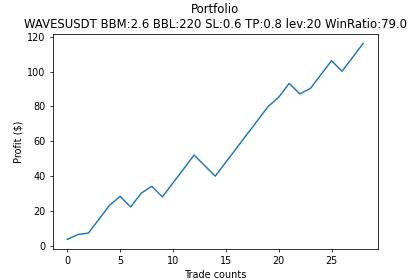 Portfolio
WAVESUSDT BBM:2.6 BBL:220 SL:0.6 TP:0.8 lev:20 WinRatio:79.0
120
100
80
60
40
20
0
Profit ($)
0 5 10 15 20 25
Trade counts